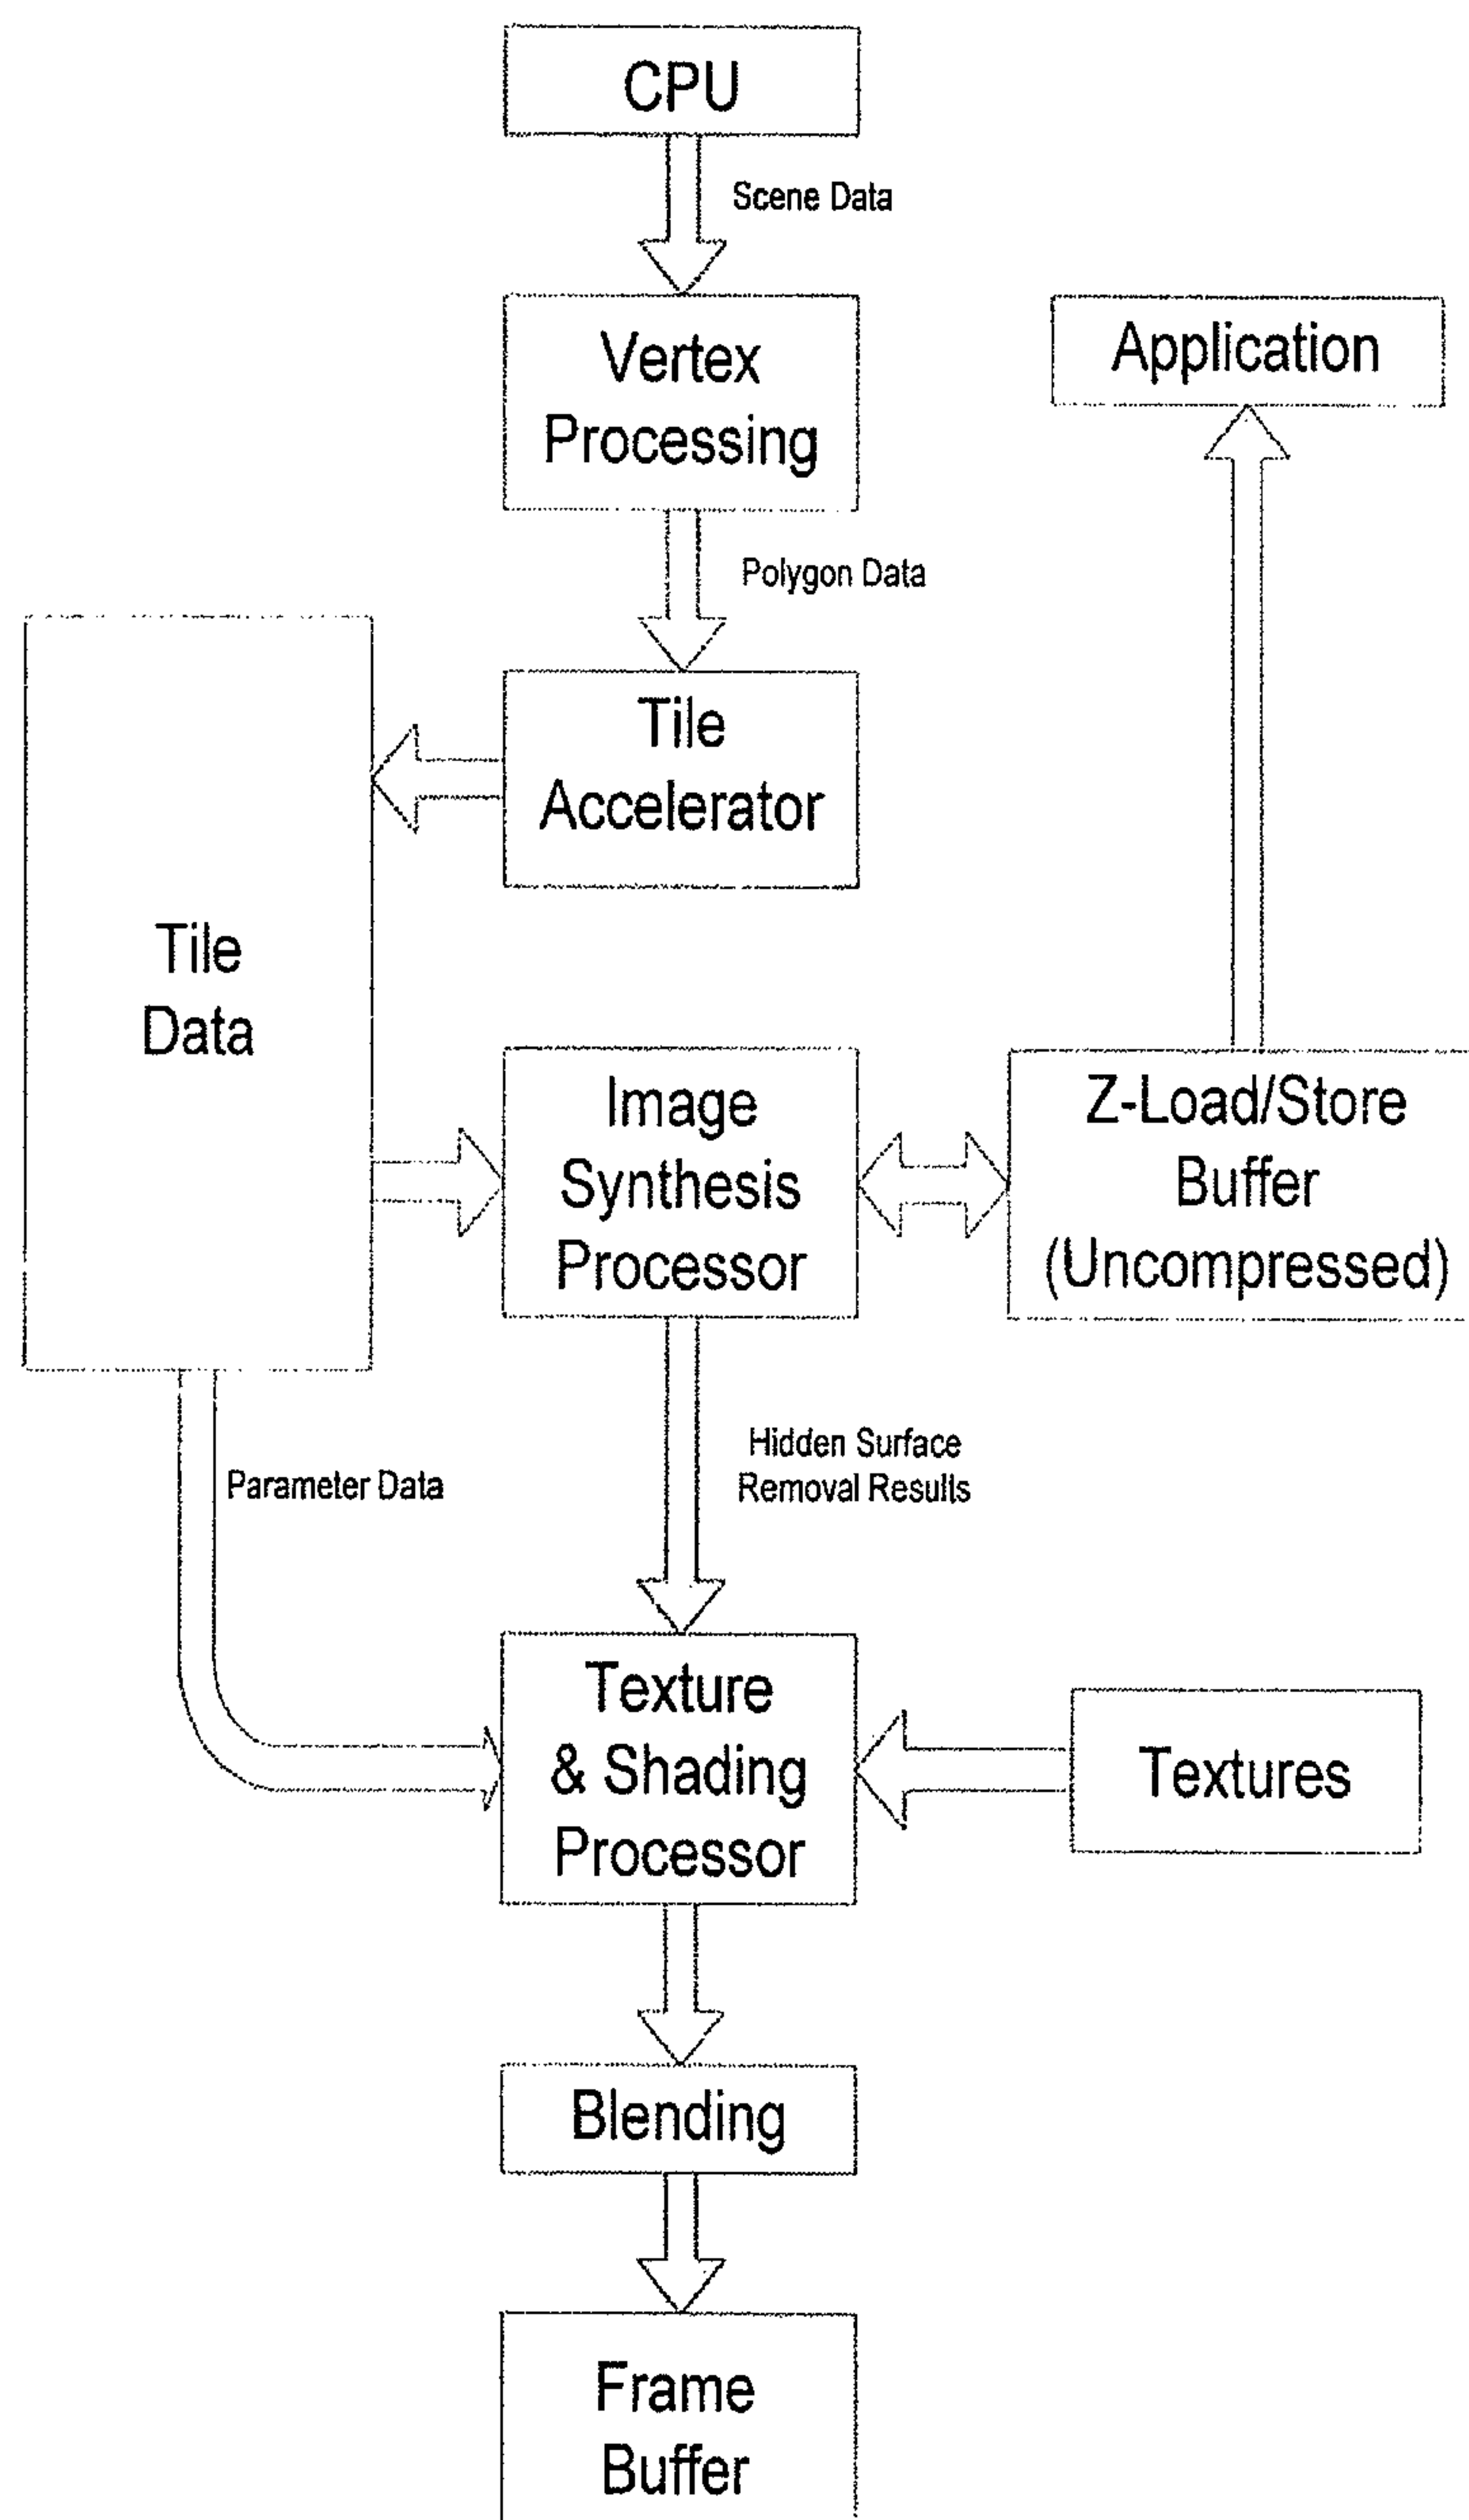 CPU
Scene Data
Vertex
Processing
Application
Polygon Data
Tile
Accelerator
Tile
Data
Image
Synthesis
Processor
Z-Load/Store
Buffer
(Uncompressed)
Hidden Surface
Removal Results
Parameter Data
Texture
& Shading
Processor
Textures
Blending
Frame
Buffer